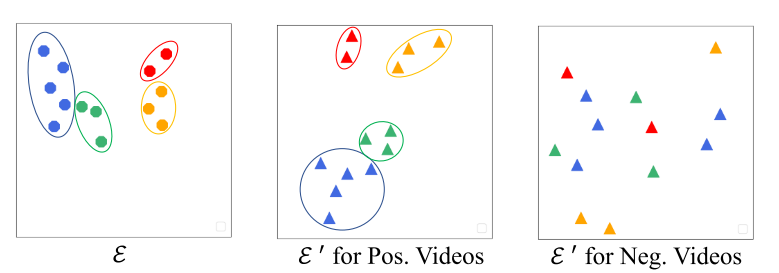 ℰ
ℰ ′ for Pos. Videos
ℰ ′ for Neg. Videos